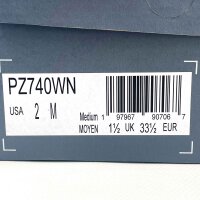 PZ740WN
USA 2 M
Medium 1 97967 90706 7
MOYEN 1½ UK 33½ EUR